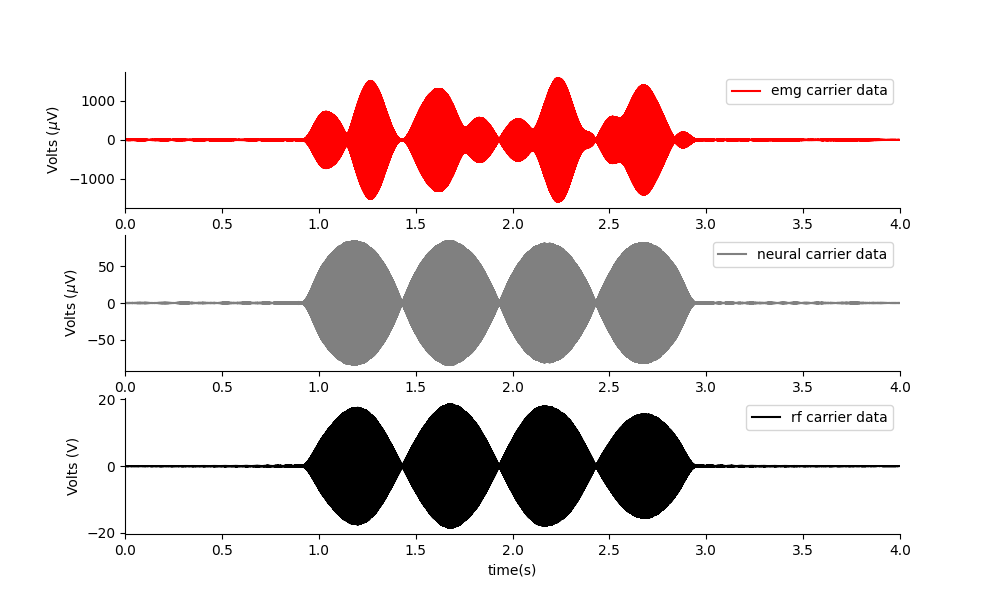 emg carrier data
Volts (μV)
1000
0
−1000
0.0 0.5 1.0 1.5 2.0 2.5 3.0 3.5 4.0
neural carrier data
Volts (μV)
50
0
−50
0.0 0.5 1.0 1.5 2.0 2.5 3.0 3.5 4.0
rf carrier data
Volts (V)
20
0
−20
0.0 0.5 1.0 1.5 2.0 2.5 3.0 3.5 4.0
time(s)